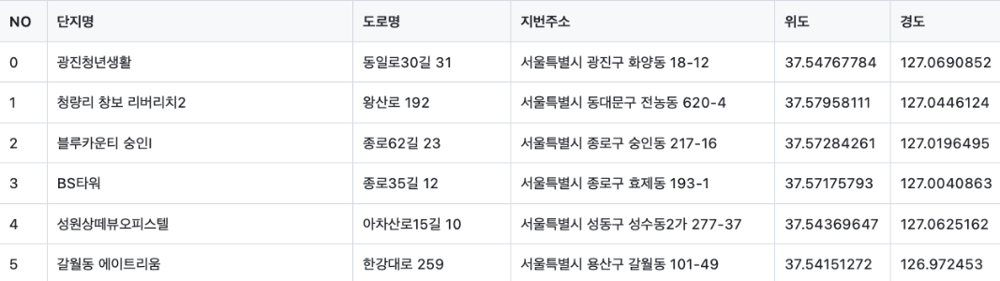 NO 단지명 도로명 지번주소 위도 경도
0 광진청년생활 동일로30길 31 서울특별시 광진구 화양동 18-12 37.54767784 127.0690852
1 청량리 창보 리버리치2 왕산로 192 서울특별시 동대문구 전농동 620-4 37.57958111 127.0446124
2 블루카운티 숭인I 종로62길 23 서울특별시 종로구 숭인동 217-16 37.57284261 127.0196495
3 BS타워 종로35길 12 서울특별시 종로구 효제동 193-1 37.57175793 127.0040863
4 성원상떼뷰오피스텔 아차산로15길 10 서울특별시 성동구 성수동2가 277-37 37.54369647 127.0625162
5 갈월동 에이트리움 한강대로 259 서울특별시 용산구 갈월동 101-49 37.54151272 126.972453